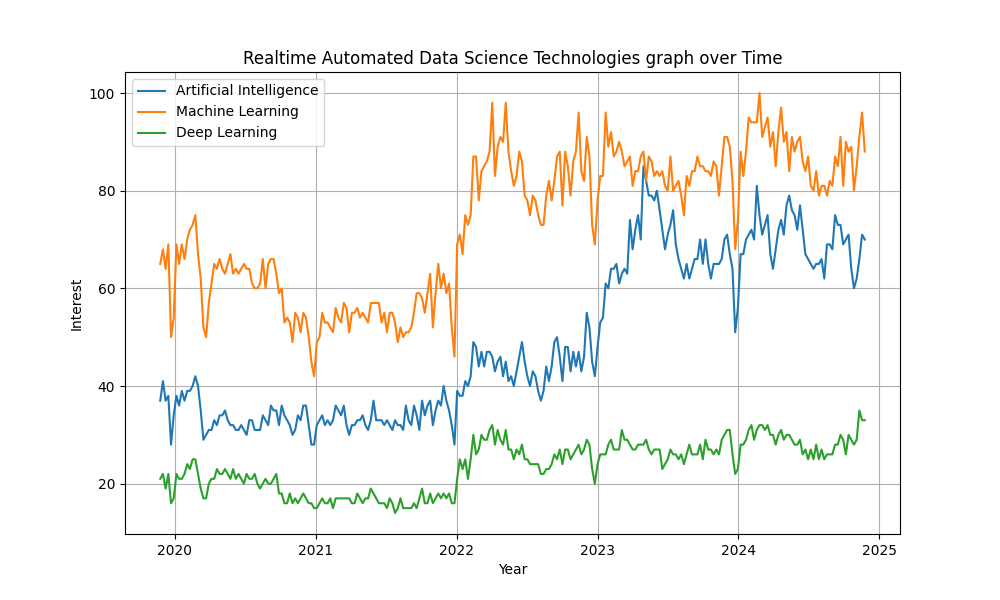 Realtime Automated Data Science Technologies graph over Time
Artificial Intelligence
Machine Learning
Deep Learning
100
80
60
40
20
Interest
2020 2021 2022 2023 2024 2025
Year